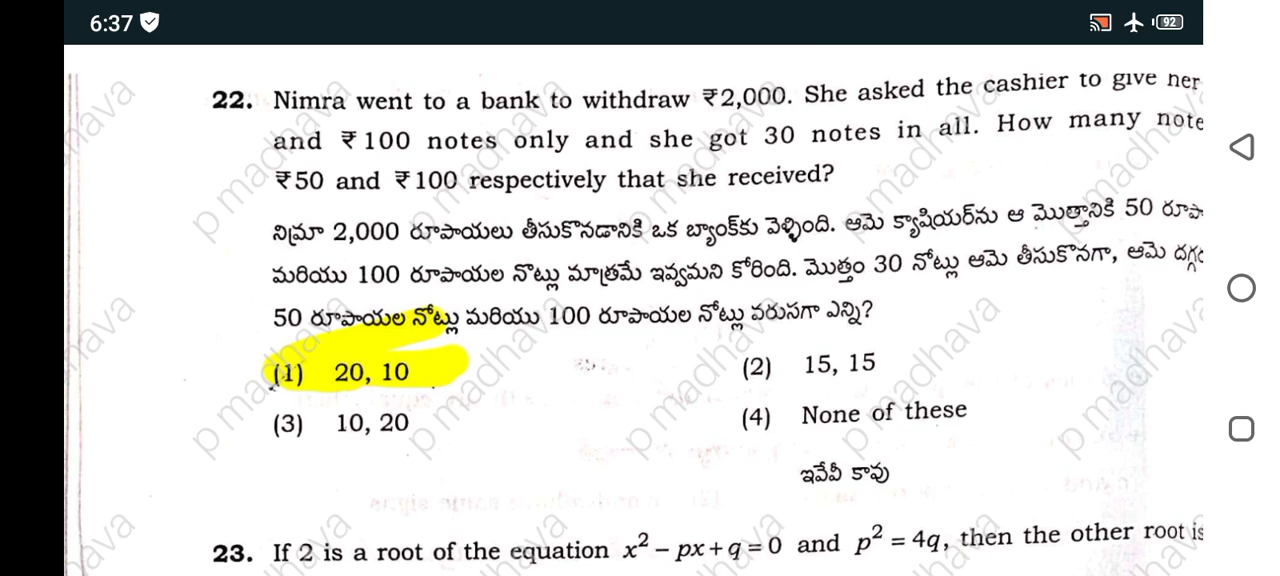 6:37
92
22. Nimra went to a bank to withdraw ₹2,000. She asked the cashier to give her
and ₹100 notes only and she got 30 notes in all. How many note
₹50 and ₹100 respectively that she received?
నిమ్రా 2,000 రూపాయలు తీసుకొనడానికి ఒక బ్యాంక్‌కు వెళ్ళింది. ఆమె క్యాషియర్‌ను ఆ మొత్తానికి 50 రూపా
మరియు 100 రూపాయల నోట్లు మాత్రమే ఇవ్వమని కోరింది. మొత్తం 30 నోట్లు ఆమె తీసుకొనగా, ఆమె దగ్గర
50 రూపాయల నోట్లు మరియు 100 రూపాయల నోట్లు వరుసగా ఎన్ని?
(1) 20, 10 (2) 15, 15
(3) 10, 20 (4) None of these
ఇవేవీ కావు
23. If 2 is a root of the equation x² – px + q = 0 and p² = 4q, then the other root is
p madhava